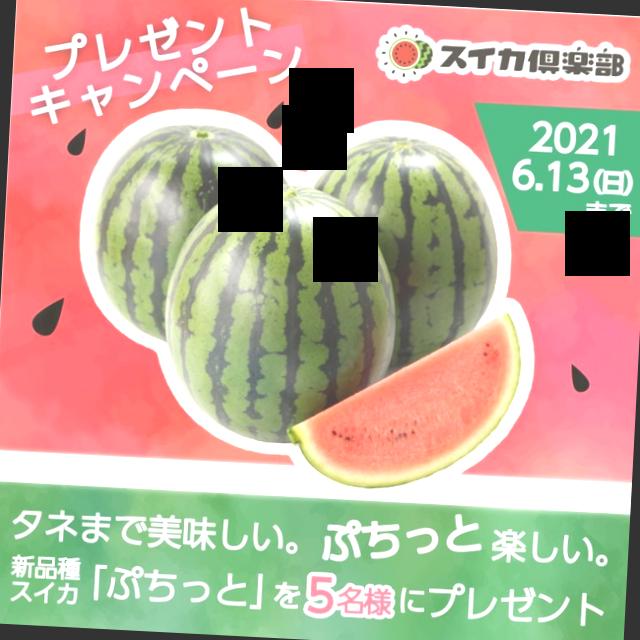 プレゼント
キャンペーン
スイカ倶楽部
2021
6.13(日)
まで
タネまで美味しい。ぷちっと楽しい。
新品種
スイカ「ぷちっと」を5名様にプレゼント